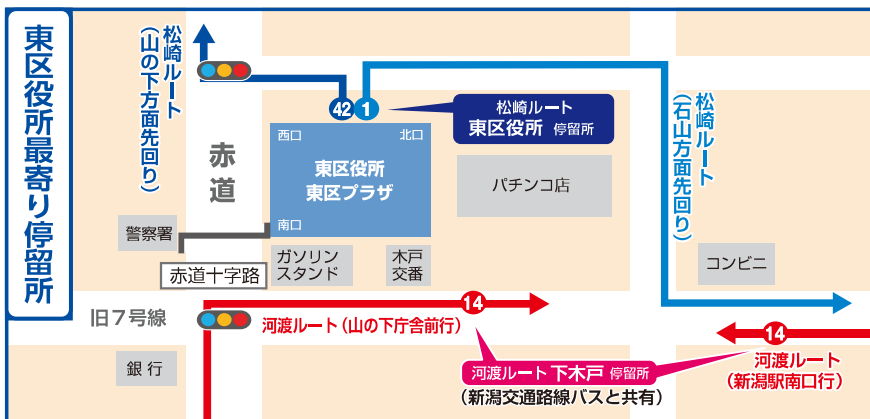 東区役所最寄り停留所
松崎ルート
(山の下方面先回り)
赤道
42
1
松崎ルート
東区役所 停留所
西口
北口
東区役所
東区プラザ
南口
パチンコ店
松崎ルート
(石山方面先回り)
警察署
赤道十字路
ガソリン
スタンド
木戸
交番
コンビニ
旧7号線
14
河渡ルート(山の下庁舎前行)
14
河渡ルート
(新潟駅南口行)
銀行
河渡ルート 下木戸 停留所
(新潟交通路線バスと共有)